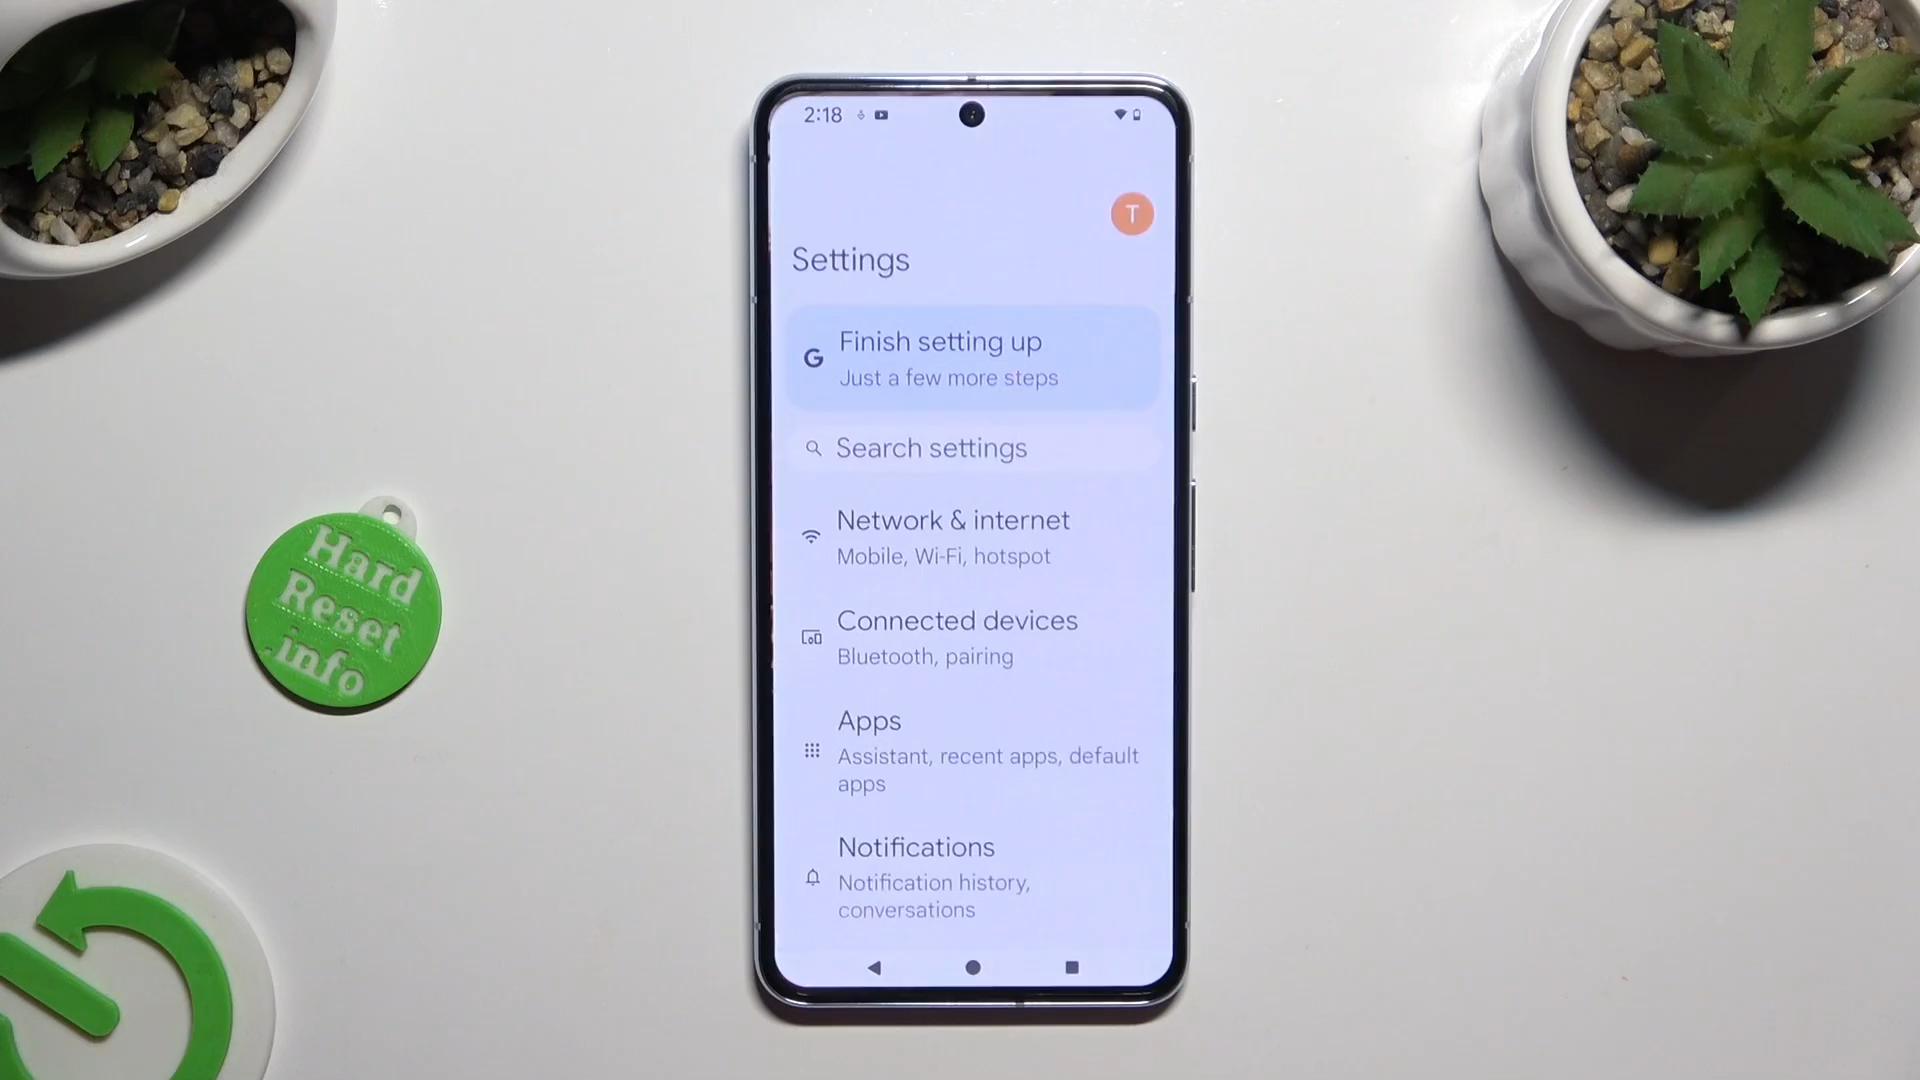 2:18
T
Settings
G
Finish setting up
Just a few more steps
Search settings
Network & internet
Mobile, Wi-Fi, hotspot
Connected devices
Bluetooth, pairing
Apps
Assistant, recent apps, default
apps
Notifications
Notification history,
conversations
Hard
Reset
.info